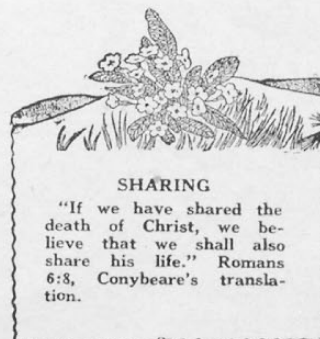 SHARING
"If we have shared the
death of Christ, we be-
lieve that we shall also
share his life." Romans
6:8, Conybeare's transla-
tion.